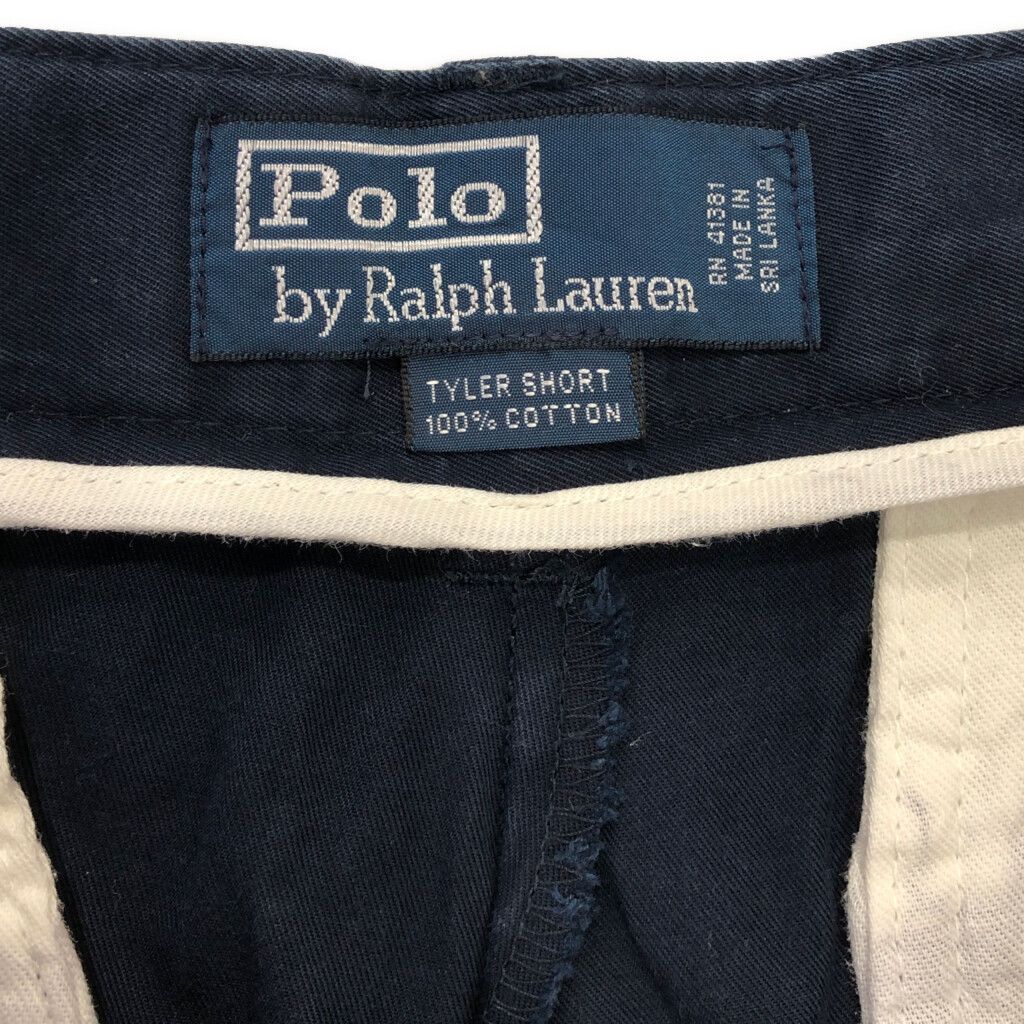 Polo
by Ralph Lauren
RN 41381
MADE IN
SRI LANKA
TYLER SHORT
100% COTTON